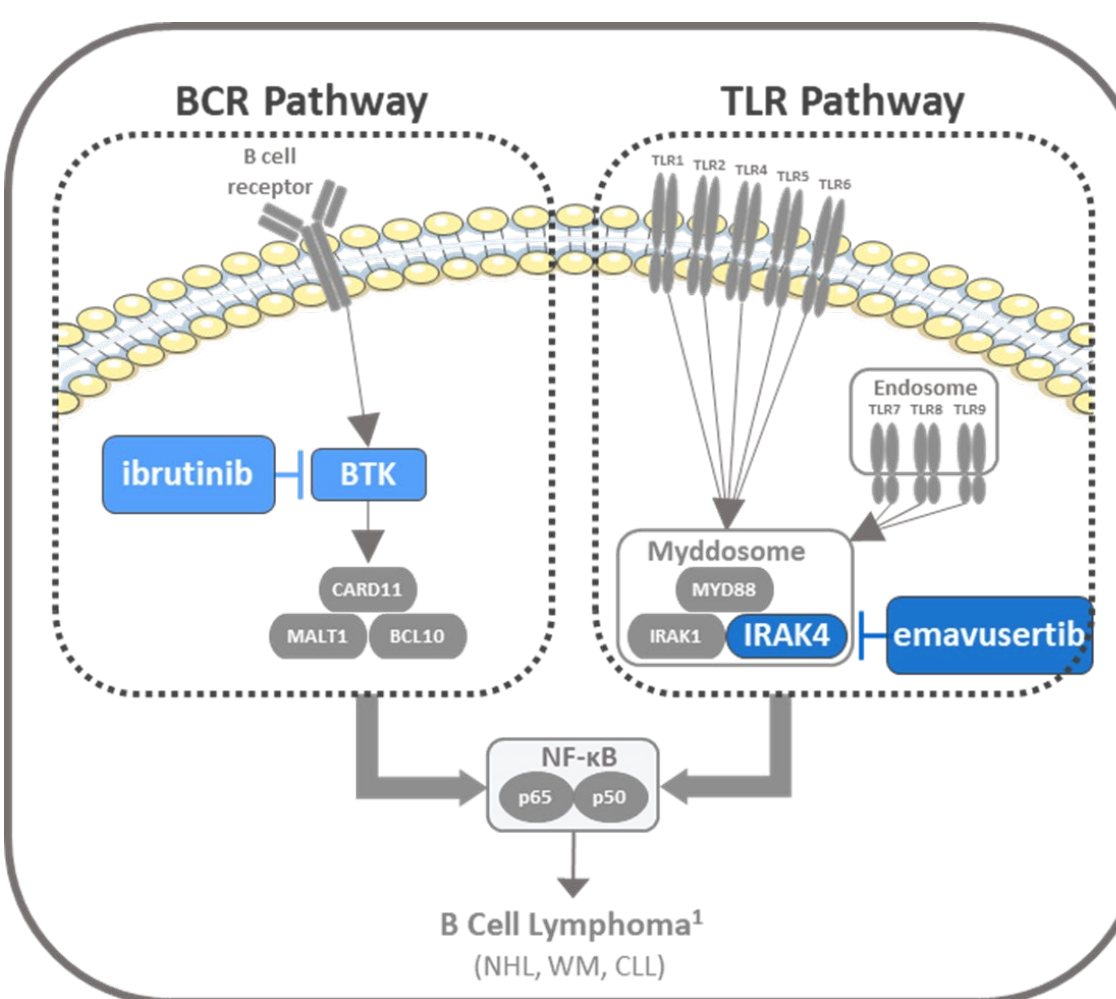 BCR Pathway
TLR Pathway
B cell
receptor
TLR1
TLR2
TLR4
TLR5
TLR6
Endosome
TLR7 TLR8 TLR9
ibrutinib
BTK
CARD11
MALT1
BCL10
Myddosome
MYD88
IRAK1
IRAK4
emavusertib
NF-κB
p65
p50
B Cell Lymphoma¹
(NHL, WM, CLL)